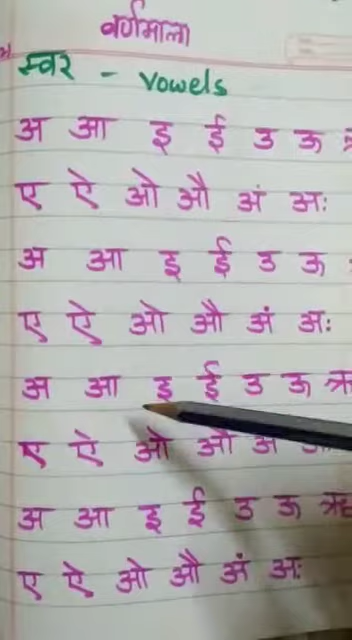 वर्णमाला
स्वर - Vowels
अ आ इ ई उ ऊ
ए ऐ ओ औ अं अः
अ आ इ ई उ ऊ
ए ऐ ओ औ अं अः
अ आ इ ई उ ऊ ऋ
ए ऐ ओ औ अं
अ आ इ ई उ ऊ ऋ
ए ऐ ओ औ अं अः